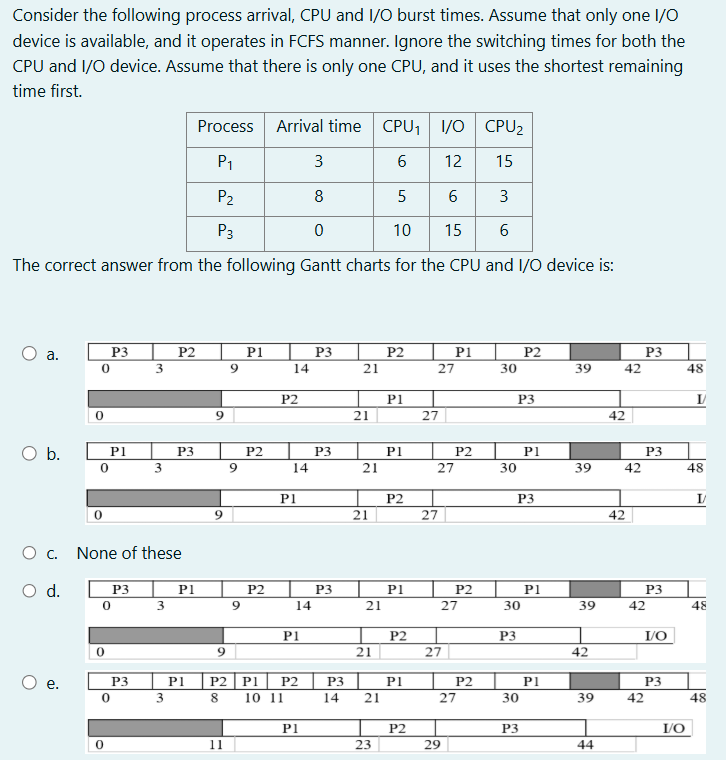 Consider the following process arrival, CPU and I/O burst times. Assume that only one I/O
device is available, and it operates in FCFS manner. Ignore the switching times for both the
CPU and I/O device. Assume that there is only one CPU, and it uses the shortest remaining
time first.
Process Arrival time CPU₁ I/O CPU₂
P₁ 3 6 12 15
P₂ 8 5 6 3
P₃ 0 10 15 6
The correct answer from the following Gantt charts for the CPU and I/O device is:
a. P3 P2 P1 P3 P2 P1 P2 P3
0 3 9 14 21 27 30 39 42 48
P2 P1 P3 I/
0 9 21 27 42
b. P1 P3 P2 P3 P1 P2 P1 P3
0 3 9 14 21 27 30 39 42 48
P1 P2 P3 I/
0 9 21 27 42
c. None of these
d. P3 P1 P2 P3 P1 P2 P1 P3
0 3 9 14 21 27 30 39 42 48
P1 P2 P3 I/O
0 9 21 27 42
e. P3 P1 P2 P1 P2 P3 P1 P2 P1 P3
0 3 8 10 11 14 21 27 30 39 42 48
P1 P2 P3 I/O
0 11 23 29 44